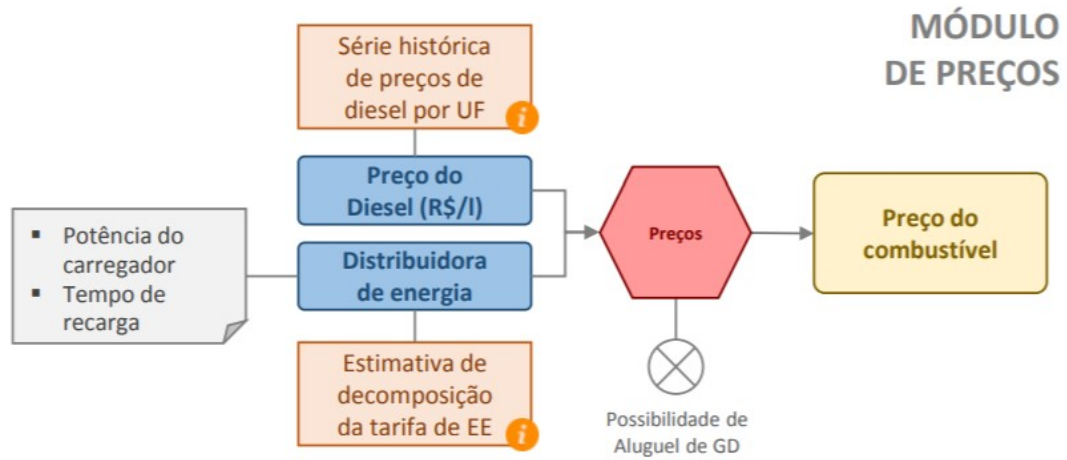 MÓDULO
DE PREÇOS
Série histórica
de preços de
diesel por UF
i
Preço do
Diesel (R$/l)
▪ Potência do
carregador
▪ Tempo de
recarga
Distribuidora
de energia
Estimativa de
decomposição
da tarifa de EE
i
Preços
Preço do
combustível
Possibilidade de
Aluguel de GD